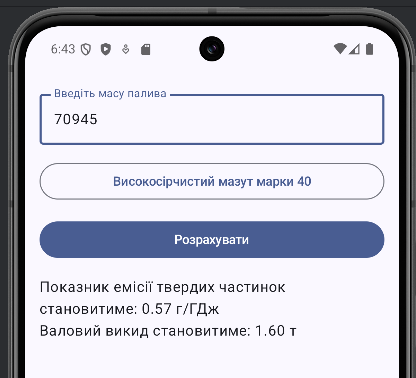 6:43
Введіть масу палива
70945
Високосірчистий мазут марки 40
Розрахувати
Показник емісії твердих частинок
становитиме: 0.57 г/ГДж
Валовий викид становитиме: 1.60 т